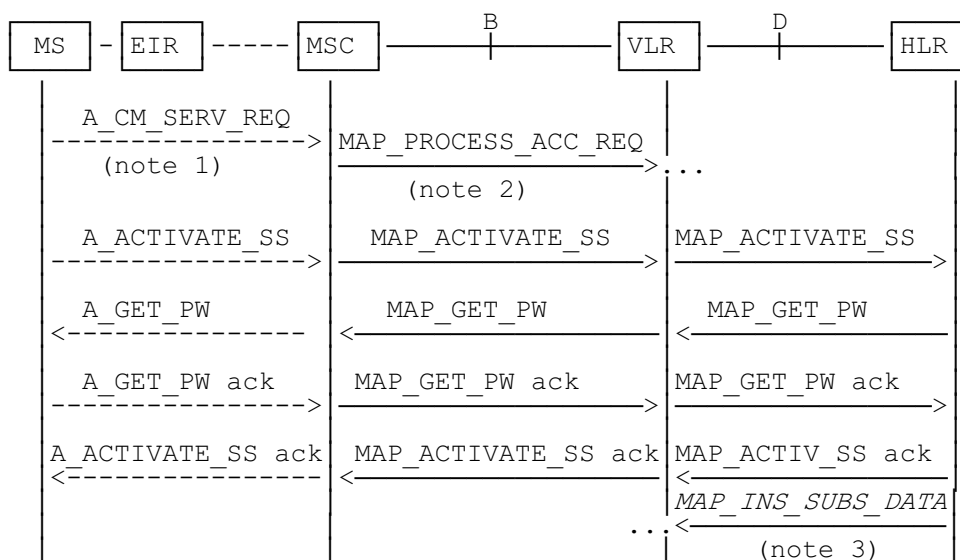 B D
MS EIR MSC VLR HLR
A_CM_SERV_REQ
MAP_PROCESS_ACC_REQ
(note 1)
...
(note 2)
A_ACTIVATE_SS MAP_ACTIVATE_SS MAP_ACTIVATE_SS
A_GET_PW MAP_GET_PW MAP_GET_PW
A_GET_PW ack MAP_GET_PW ack MAP_GET_PW ack
A_ACTIVATE_SS ack MAP_ACTIVATE_SS ack MAP_ACTIV_SS ack
MAP_INS_SUBS_DATA
...
(note 3)